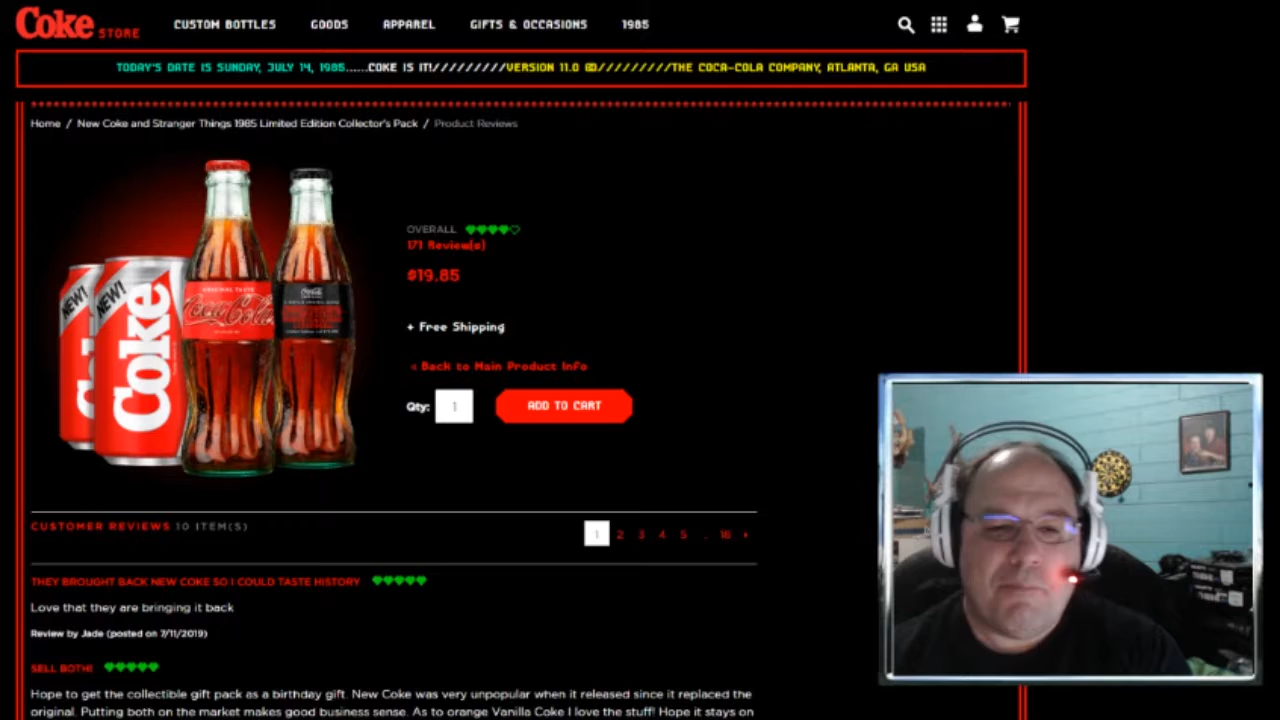 Coke STORE
CUSTOM BOTTLES GOODS APPAREL GIFTS & OCCASIONS 1985
TODAY'S DATE IS SUNDAY, JULY 14, 1985......COKE IS IT!/////////VERSION 11.0 /////////THE COCA-COLA COMPANY, ATLANTA, GA USA
Home / New Coke and Stranger Things 1985 Limited Edition Collector's Pack / Product Reviews
OVERALL
171 Review(s)
$19.85
+ Free Shipping
« Back to Main Product Info
Qty: 1 ADD TO CART
NEW!
NEW!
Coke
ORIGINAL TASTE
Coca-Cola
CUSTOMER REVIEWS 10 ITEM(S)
1 2 3 4 5 . 18
THEY BROUGHT BACK NEW COKE SO I COULD TASTE HISTORY
Love that they are bringing it back
Review by Jade (posted on 7/11/2019)
SELL BOTH!
Hope to get the collectible gift pack as a birthday gift. New Coke was very unpopular when it released since it replaced the
original. Putting both on the market makes good business sense. As to orange Vanilla Coke I love the stuff! Hope it stays on